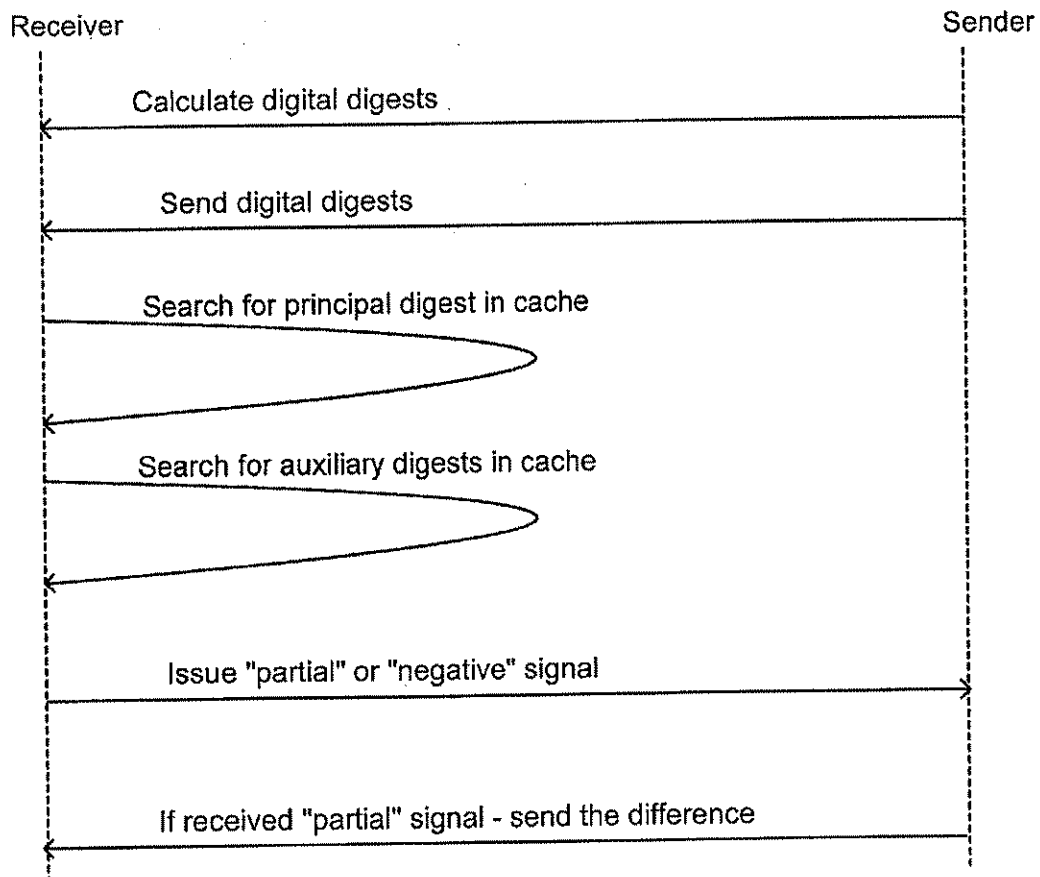 Receiver
Sender
Calculate digital digests
Send digital digests
Search for principal digest in cache
Search for auxiliary digests in cache
Issue "partial" or "negative" signal
If received "partial" signal - send the difference